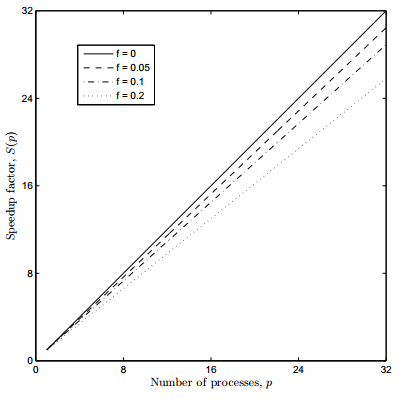 32
24
16
8
0
Speedup factor, S(p)
f = 0
f = 0.05
f = 0.1
f = 0.2
0 8 16 24 32
Number of processes, p